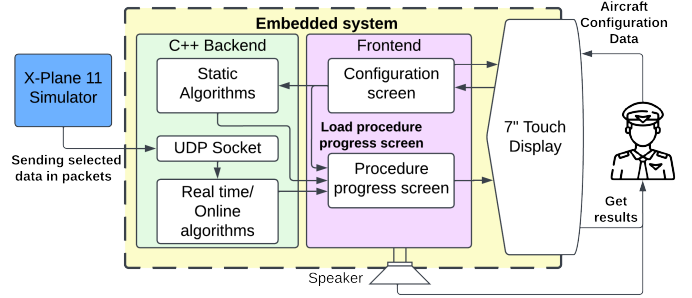 Embedded system
C++ Backend
Frontend
Aircraft
Configuration
Data
X-Plane 11
Simulator
Static
Algorithms
Configuration
screen
Load procedure
progress screen
7" Touch
Display
Sending selected
data in packets
UDP Socket
Procedure
progress screen
Real time/
Online
algorithms
Get
results
Speaker